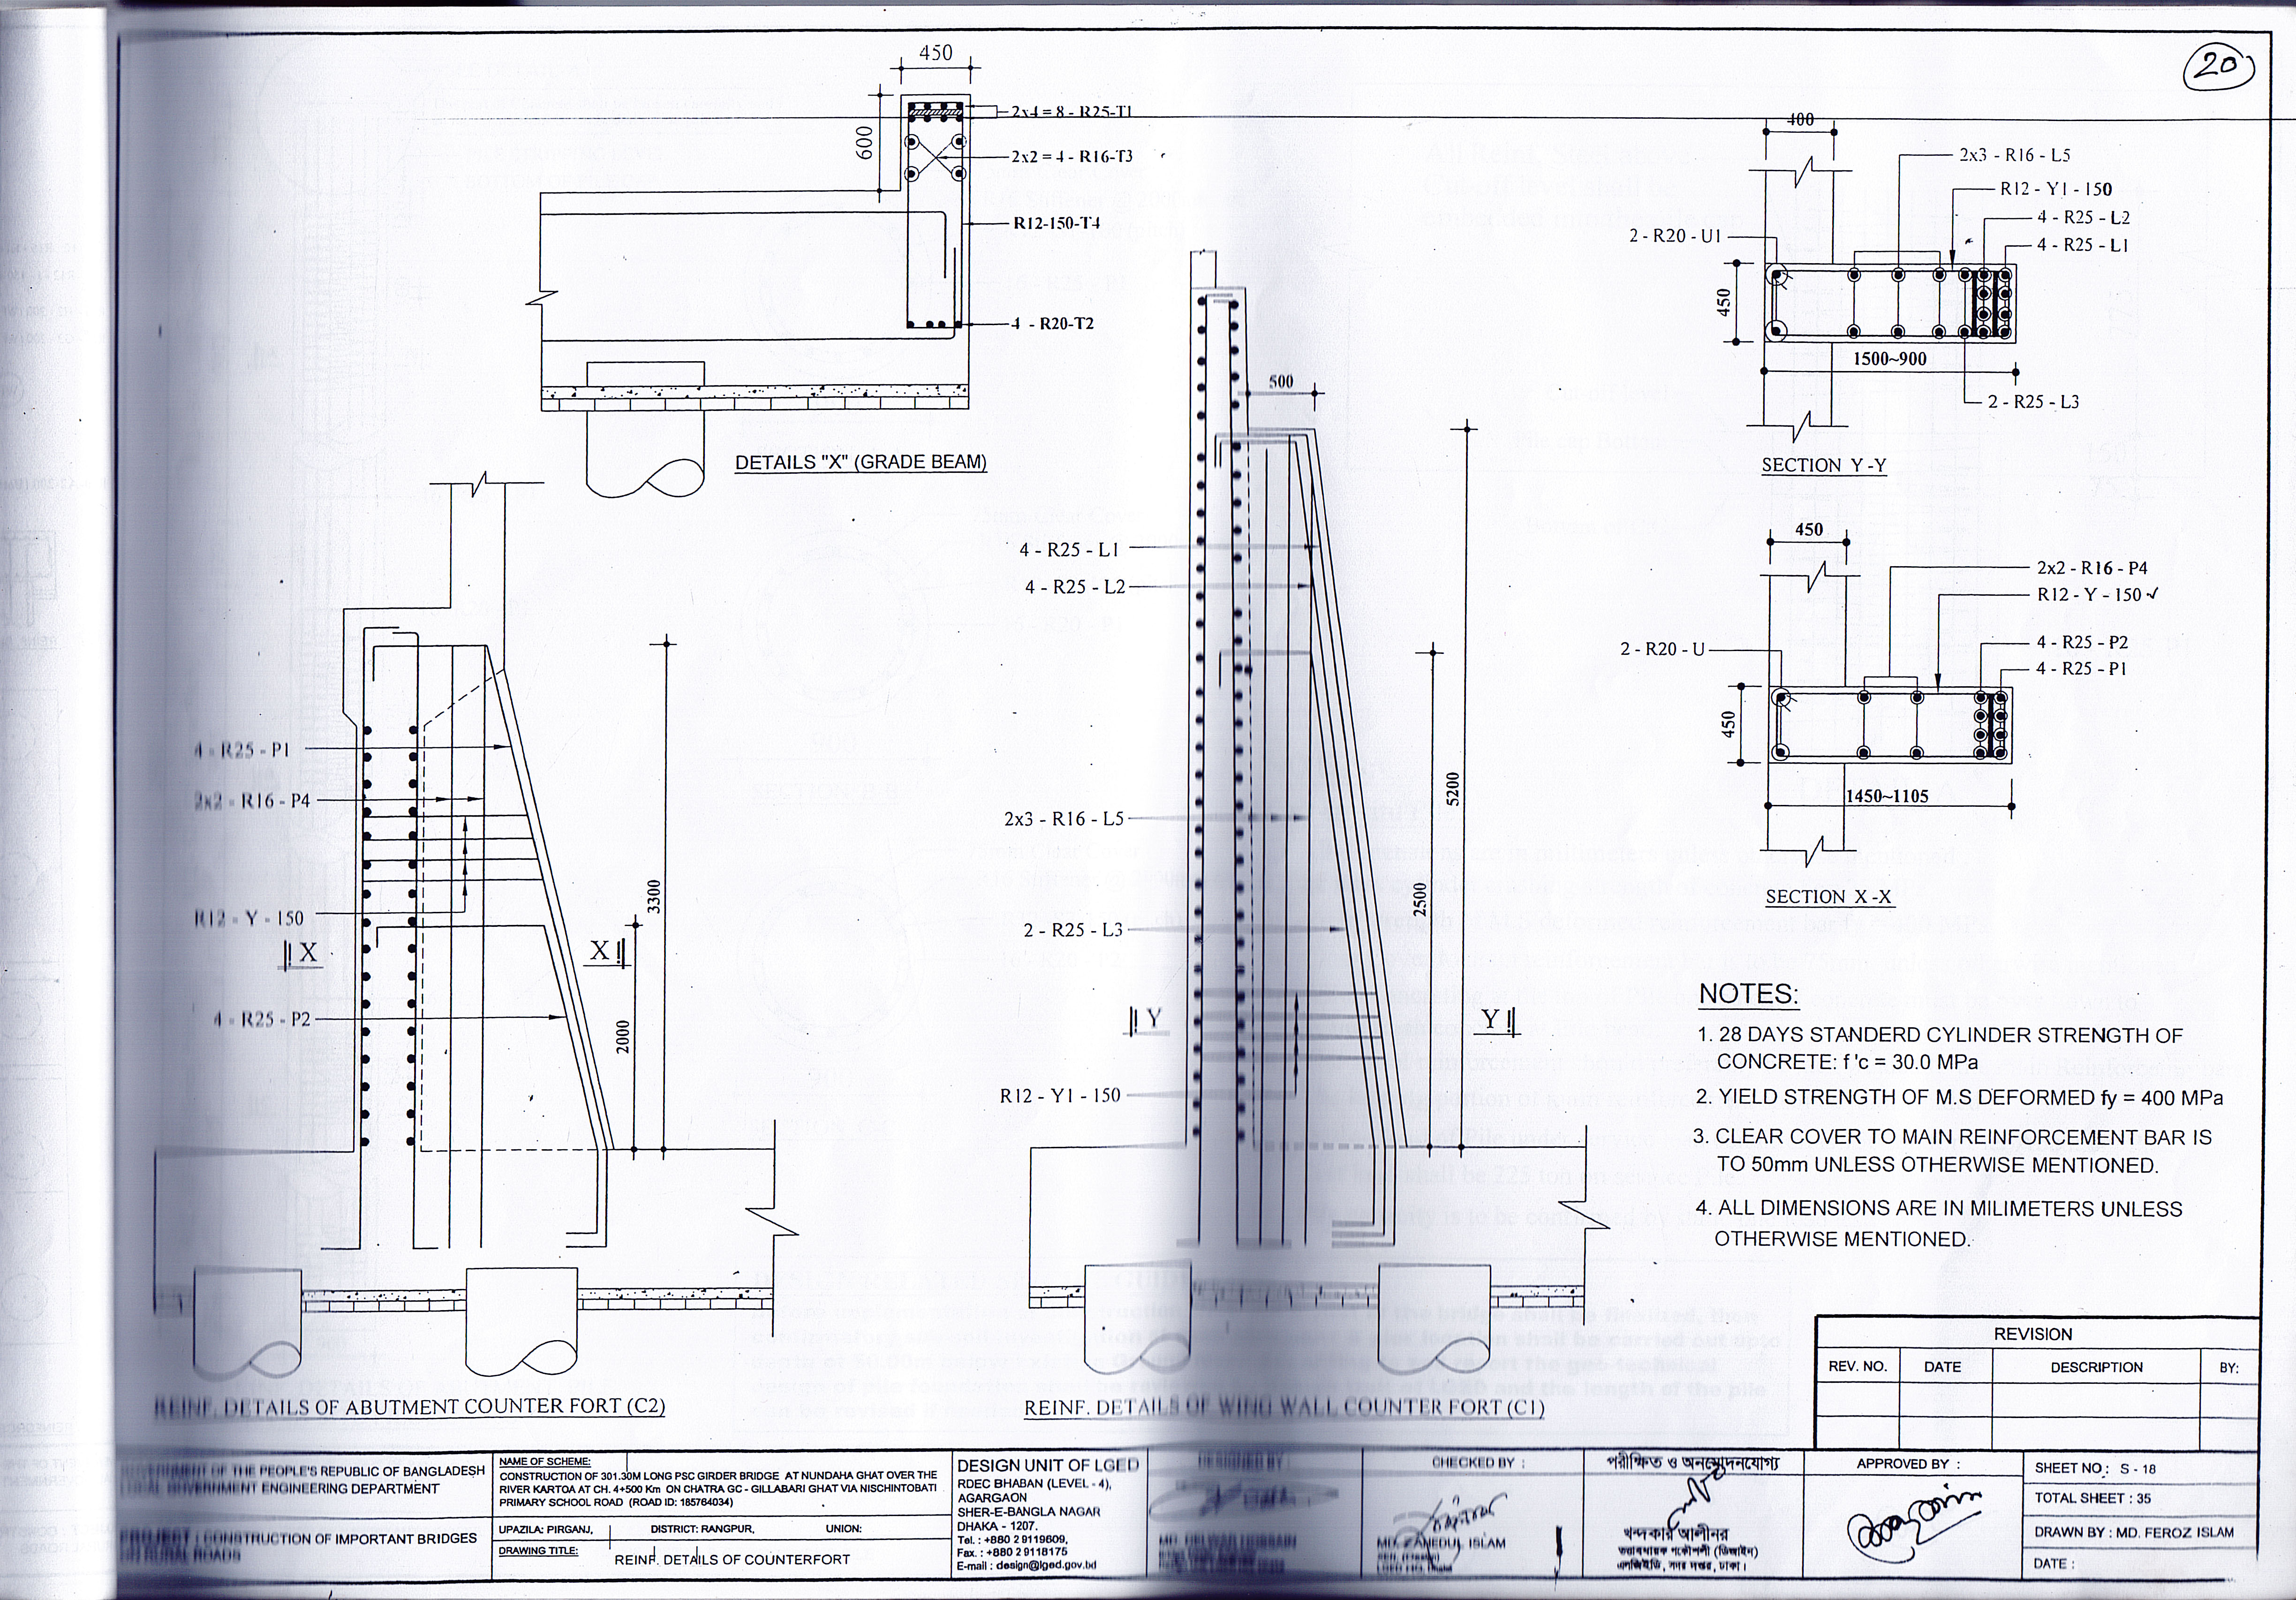 20
450
600
2x4 = 8 - R25-T1
2x2 = 4 - R16-T3
R12-150-T4
4 - R20-T2
DETAILS "X" (GRADE BEAM)
4 - R25 - P1
2x2 - R16 - P4
R12 - Y - 150
X X
4 - R25 - P2
3300
2000
REINF. DETAILS OF ABUTMENT COUNTER FORT (C2)
500
4 - R25 - L1
4 - R25 - L2
2x3 - R16 - L5
2 - R25 - L3
Y Y
R12 - Y1 - 150
5200
2500
REINF. DETAILS OF WING WALL COUNTER FORT (C1)
400
2x3 - R16 - L5
R12 - Y1 - 150
4 - R25 - L2
4 - R25 - L1
2 - R20 - U1
450
1500~900
2 - R25 - L3
SECTION Y-Y
450
2x2 - R16 - P4
R12 - Y - 150 ✓
4 - R25 - P2
4 - R25 - P1
2 - R20 - U
450
1450~1105
SECTION X-X
NOTES:
1. 28 DAYS STANDERD CYLINDER STRENGTH OF
CONCRETE: f 'c = 30.0 MPa
2. YIELD STRENGTH OF M.S DEFORMED fy = 400 MPa
3. CLEAR COVER TO MAIN REINFORCEMENT BAR IS
TO 50mm UNLESS OTHERWISE MENTIONED.
4. ALL DIMENSIONS ARE IN MILIMETERS UNLESS
OTHERWISE MENTIONED.
REVISION
REV. NO. DATE DESCRIPTION BY:
GOVERNMENT OF THE PEOPLE'S REPUBLIC OF BANGLADESH
LOCAL GOVERNMENT ENGINEERING DEPARTMENT
PROJECT : CONSTRUCTION OF IMPORTANT BRIDGES
ON RURAL ROADS
NAME OF SCHEME:
CONSTRUCTION OF 301.30M LONG PSC GIRDER BRIDGE AT NUNDAHA GHAT OVER THE
RIVER KARTOA AT CH. 4+500 Km ON CHATRA GC - GILLABARI GHAT VIA NISCHINTOBATI
PRIMARY SCHOOL ROAD (ROAD ID: 185764034)
UPAZILA: PIRGANJ, DISTRICT: RANGPUR, UNION:
DRAWING TITLE:
REINF. DETAILS OF COUNTERFORT
DESIGN UNIT OF LGED
RDEC BHABAN (LEVEL - 4),
AGARGAON
SHER-E-BANGLA NAGAR
DHAKA - 1207.
Tel. : +880 2 9119609,
Fax. : +880 2 9118175
E-mail : design@lged.gov.bd
DESIGNED BY :
CHECKED BY :
ISLAM
পরীক্ষিত ও অনুমোদনযোগ্য
খন্দকার আলীনূর
তত্ত্বাবধায়ক প্রকৌশলী (ডিজাইন)
এলজিইডি, সদর দপ্তর, ঢাকা।
APPROVED BY :
SHEET NO : S - 18
TOTAL SHEET : 35
DRAWN BY : MD. FEROZ ISLAM
DATE :